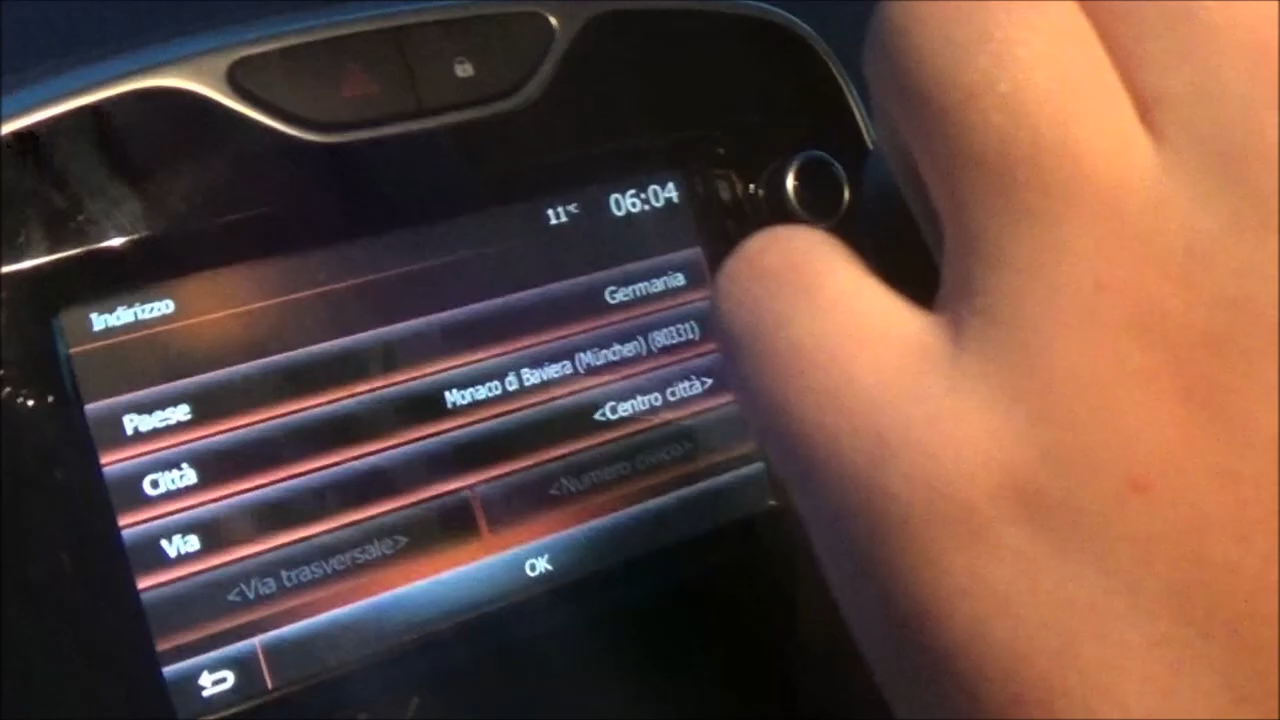 11°C 06:04
Indirizzo
Paese Germania
Città Monaco di Baviera (München) (80331)
Via <Centro città>
<Via trasversale> <Numero civico>
OK